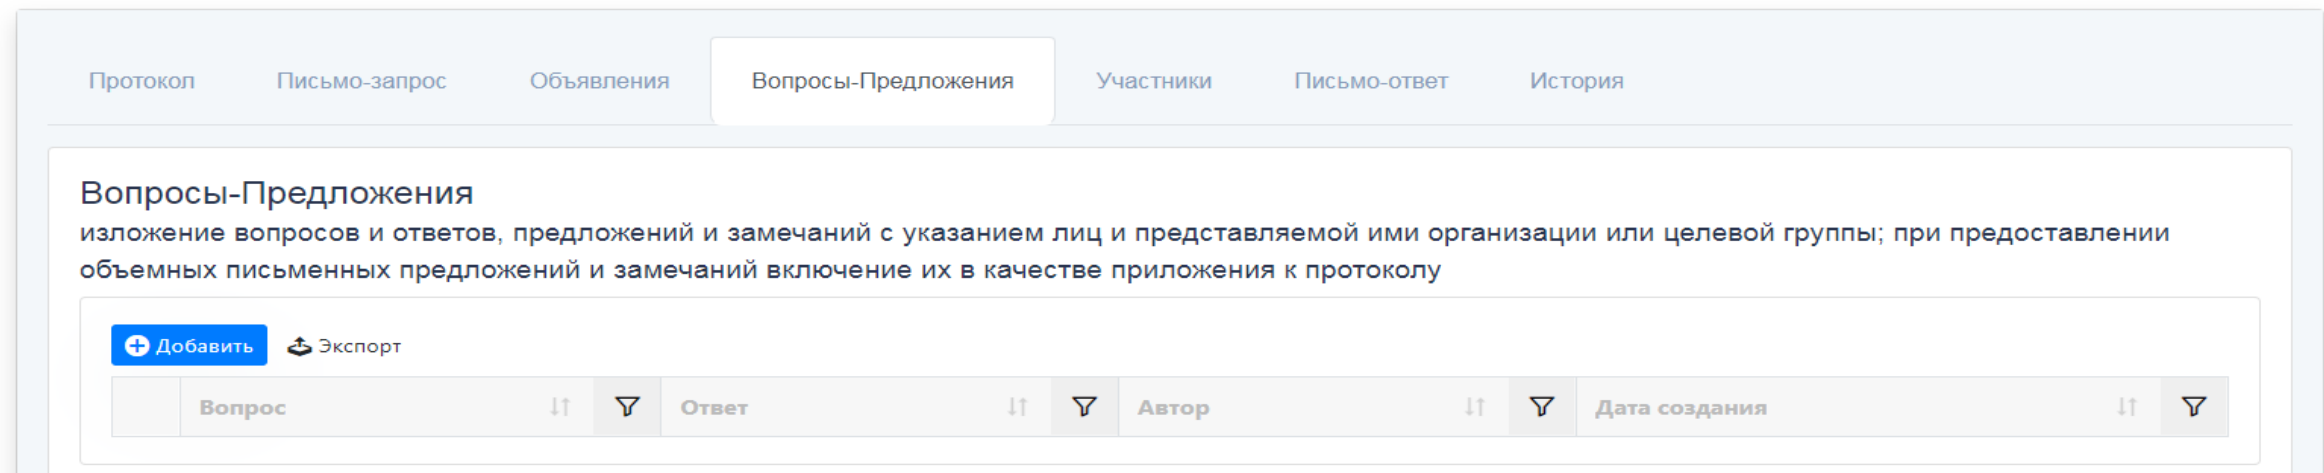 Протокол Письмо-запрос Объявления Вопросы-Предложения Участники Письмо-ответ История
Вопросы-Предложения
изложение вопросов и ответов, предложений и замечаний с указанием лиц и представляемой ими организации или целевой группы; при предоставлении
объемных письменных предложений и замечаний включение их в качестве приложения к протоколу
Добавить Экспорт
Вопрос Ответ Автор Дата создания